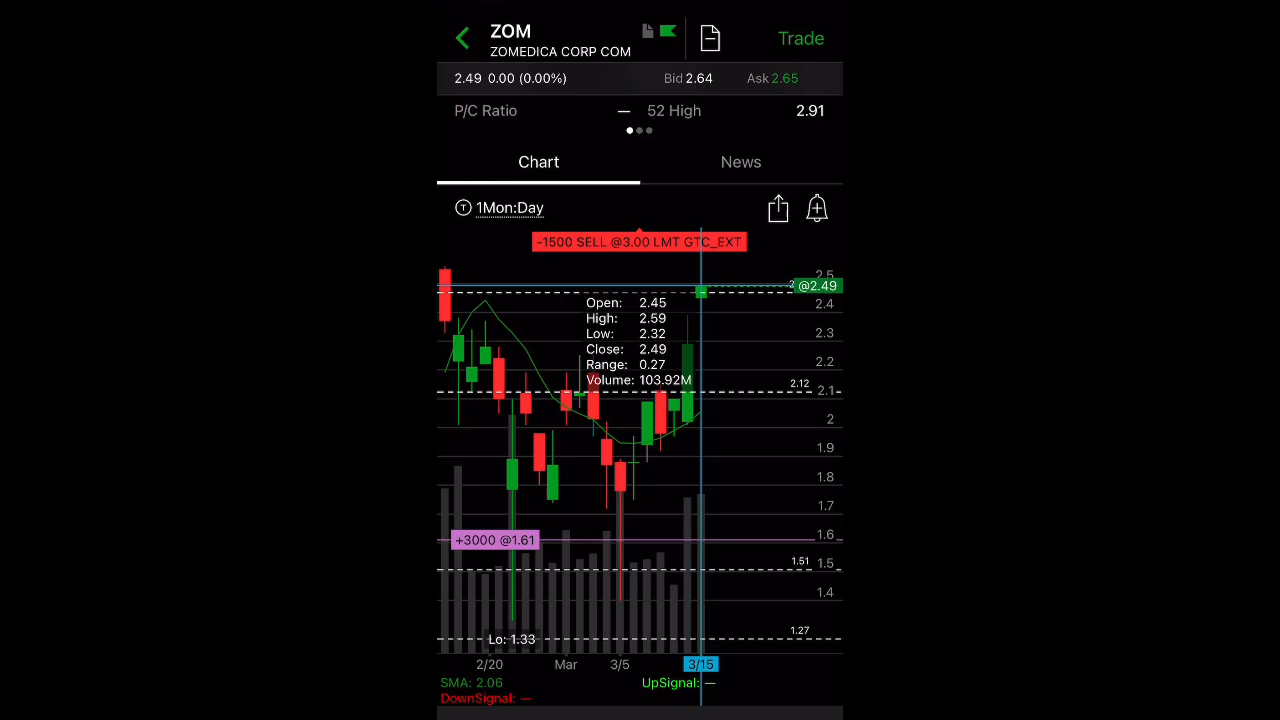 ZOM
ZOMEDICA CORP COM
Trade
2.49 0.00 (0.00%) Bid 2.64 Ask 2.65
P/C Ratio — 52 High 2.91
Chart News
T 1Mon:Day
-1500 SELL @3.00 LMT GTC_EXT
2.5
@2.49
Open: 2.45
2.4
High: 2.59
Low: 2.32
2.3
Close: 2.49
2.2
Range: 0.27
Volume: 103.92M
2.12
2.1
2
1.9
1.8
1.7
1.6
+3000 @1.61
1.51
1.5
1.4
1.27
Lo: 1.33
2/20 Mar 3/5 3/15
SMA: 2.06 UpSignal: —
DownSignal: —